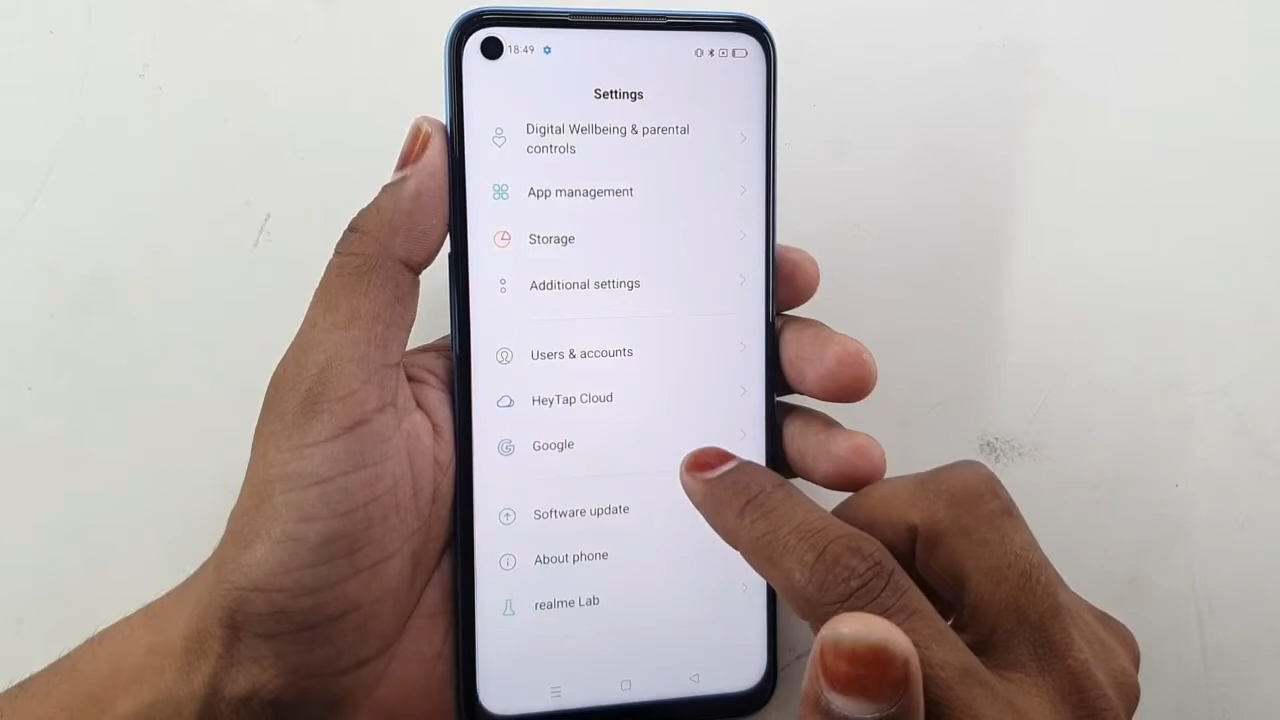 18:49
Settings
Digital Wellbeing & parental
controls
App management
Storage
Additional settings
Users & accounts
HeyTap Cloud
Google
Software update
About phone
realme Lab